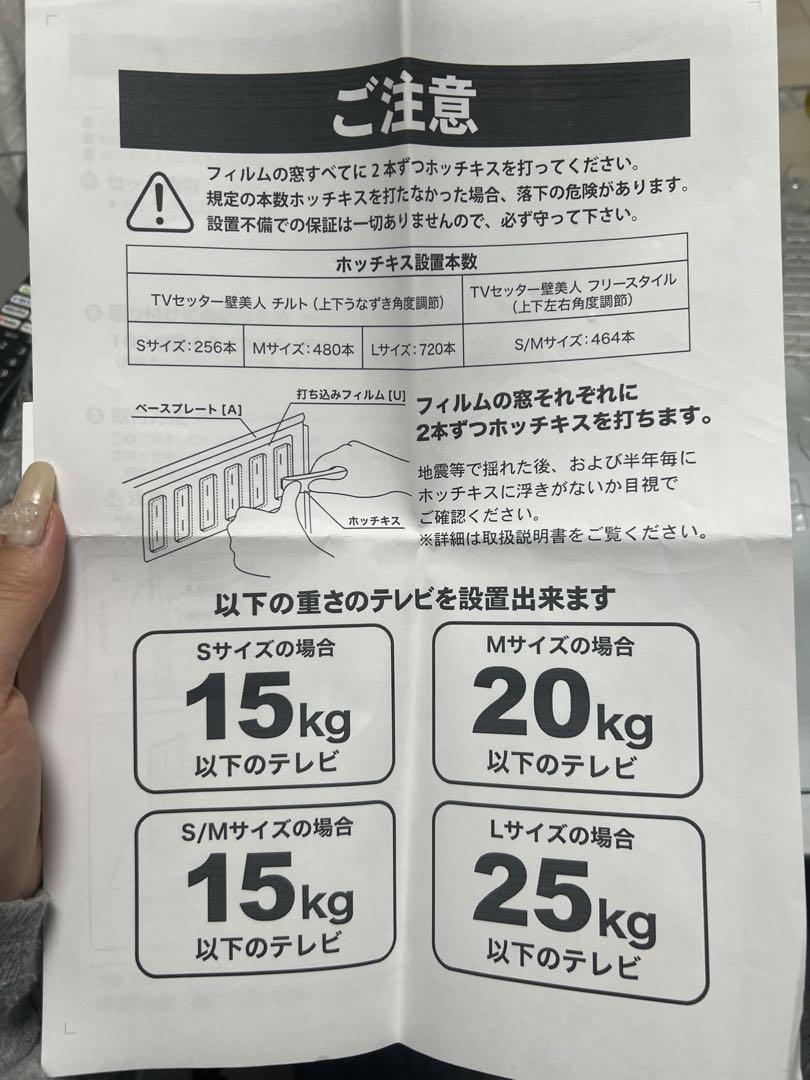 ご注意
フィルムの窓すべてに2本ずつホッチキスを打ってください。
規定の本数ホッチキスを打たなかった場合、落下の危険があります。
設置不備での保証は一切ありませんので、必ず守って下さい。
ホッチキス設置本数
TVセッター壁美人 チルト（上下うなずき角度調節）
TVセッター壁美人 フリースタイル
（上下左右角度調節）
Sサイズ：256本
Mサイズ：480本
Lサイズ：720本
S/Mサイズ：464本
ベースプレート［A］
打ち込みフィルム［U］
ホッチキス
フィルムの窓それぞれに
2本ずつホッチキスを打ちます。
地震等で揺れた後、および半年毎に
ホッチキスに浮きがないか目視で
ご確認ください。
※詳細は取扱説明書をご覧ください。
以下の重さのテレビを設置出来ます
Sサイズの場合
15kg
以下のテレビ
Mサイズの場合
20kg
以下のテレビ
S/Mサイズの場合
15kg
以下のテレビ
Lサイズの場合
25kg
以下のテレビ